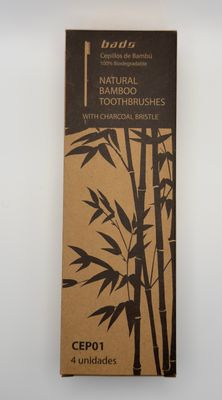 bads
Cepillos de Bambú
100% Biodegradable
NATURAL
BAMBOO
TOOTHBRUSHES
WITH CHARCOAL BRISTLE
CEP01
4 unidades